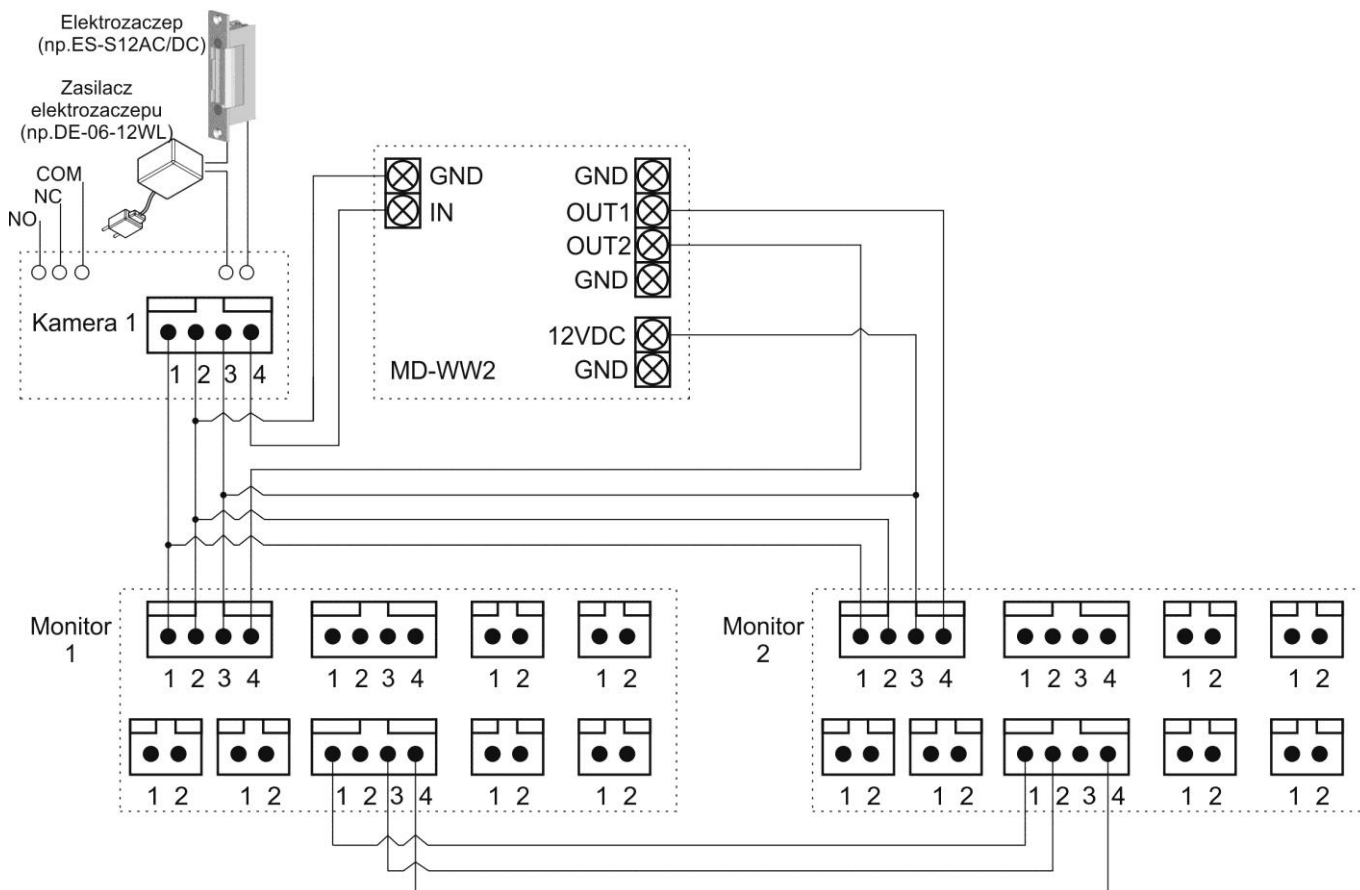 Elektrozaczep
(np.ES-S12AC/DC)
Zasilacz
elektrozaczepu
(np.DE-06-12WL)
COM
NC
NO
GND
IN
GND
OUT1
OUT2
GND
12VDC
GND
MD-WW2
Kamera 1
1 2 3 4
Monitor
1
1 2 3 4
1 2 3 4
1 2
1 2
1 2
1 2
1 2 3 4
1 2
1 2
Monitor
2
1 2 3 4
1 2 3 4
1 2
1 2
1 2
1 2
1 2 3 4
1 2
1 2